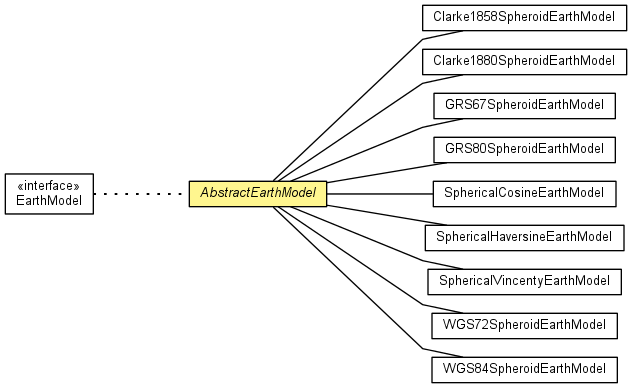 «interface»
EarthModel
AbstractEarthModel
Clarke1858SpheroidEarthModel
Clarke1880SpheroidEarthModel
GRS67SpheroidEarthModel
GRS80SpheroidEarthModel
SphericalCosineEarthModel
SphericalHaversineEarthModel
SphericalVincentyEarthModel
WGS72SpheroidEarthModel
WGS84SpheroidEarthModel